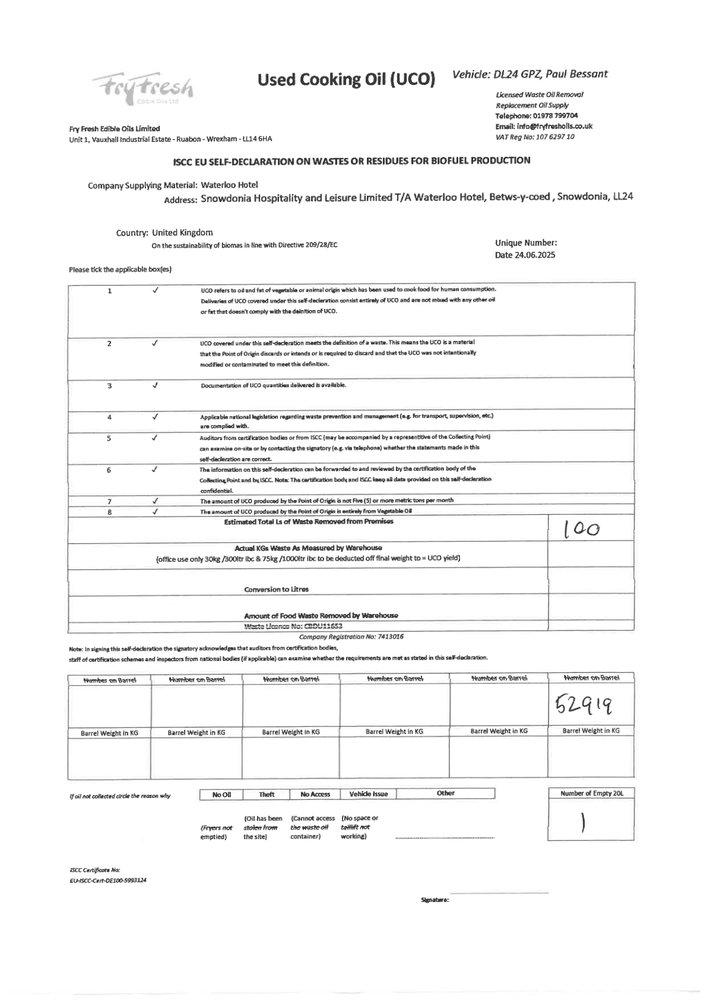 FryFresh
Edible Oils Ltd
Used Cooking Oil (UCO)
Vehicle: DL24 GPZ, Paul Bessant
Licensed Waste Oil Removal
Replacement Oil Supply
Telephone: 01978 799704
Email: info@fryfreshoils.co.uk
VAT Reg No: 107 6297 10
Fry Fresh Edible Oils Limited
Unit 1, Vauxhall Industrial Estate - Ruabon - Wrexham - LL14 6HA
ISCC EU SELF-DECLARATION ON WASTES OR RESIDUES FOR BIOFUEL PRODUCTION
Company Supplying Material: Waterloo Hotel
Address: Snowdonia Hospitality and Leisure Limited T/A Waterloo Hotel, Betws-y-coed , Snowdonia, LL24
Country: United Kingdom
On the sustainability of biomas in line with Directive 209/28/EC
Unique Number:
Date 24.06.2025
Please tick the applicable box(es)
1 ✓ UCO refers to oil and fat of vegetable or animal origin which has been used to cook food for human consumption.
Deliveries of UCO covered under this self-decleration consist entirely of UCO and are not mixed with any other oil
or fat that doesn't comply with the deinition of UCO.
2 ✓ UCO covered under this self-decleration meets the definition of a waste. This means the UCO is a material
that the Point of Origin discards or intends or is required to discard and that the UCO was not intentionally
modified or contaminated to meet this definition.
3 ✓ Documentation of UCO quantities delivered is available.
4 ✓ Applicable national legislation regarding waste prevention and management (e.g. for transport, supervision, etc.)
are complied with.
5 ✓ Auditors from certification bodies or from ISCC (may be accompanied by a representitive of the Collecting Point)
can examine on-site or by contacting the signatory (e.g. via telephone) whether the statements made in this
self-decleration are correct.
6 ✓ The information on this self-decleration can be forwarded to and reviewed by the certification body of the
Collecting Point and by ISCC. Note: The certification body and ISCC keep all data provided on this self-decleration
confidential.
7 ✓ The amount of UCO produced by the Point of Origin is not Five (5) or more metric tons per month
8 ✓ The amount of UCO produced by the Point of Origin is entirely from Vegetable Oil
Estimated Total Ls of Waste Removed from Premises 100
Actual KGs Waste As Measured by Warehouse
(office use only 30kg /300ltr ibc & 75kg /1000ltr ibc to be deducted off final weight to = UCO yield)
Conversion to Litres
Amount of Food Waste Removed by Warehouse
Waste Licence No: CBDU11653
Company Registration No: 7413016
Note: In signing this self-decleration the signatory acknowledges that auditors from certification bodies,
staff of certification schemes and inspectors from national bodies (if applicable) can examine whether the requirements are met as stated in this self-decleration.
Number on Barrel Number on Barrel Number on Barrel Number on Barrel Number on Barrel Number on Barrel
52919
Barrel Weight in KG Barrel Weight in KG Barrel Weight in KG Barrel Weight in KG Barrel Weight in KG Barrel Weight in KG
If oil not collected circle the reason why
No Oil Theft No Access Vehicle Issue Other
Number of Empty 20L
1
(Fryers not emptied)
(Oil has been stolen from the site)
(Cannot access the waste oil container)
(No space or taillift not working)
ISCC Certificate No:
EU-ISCC-Cert-DE100-5993124
Signature: